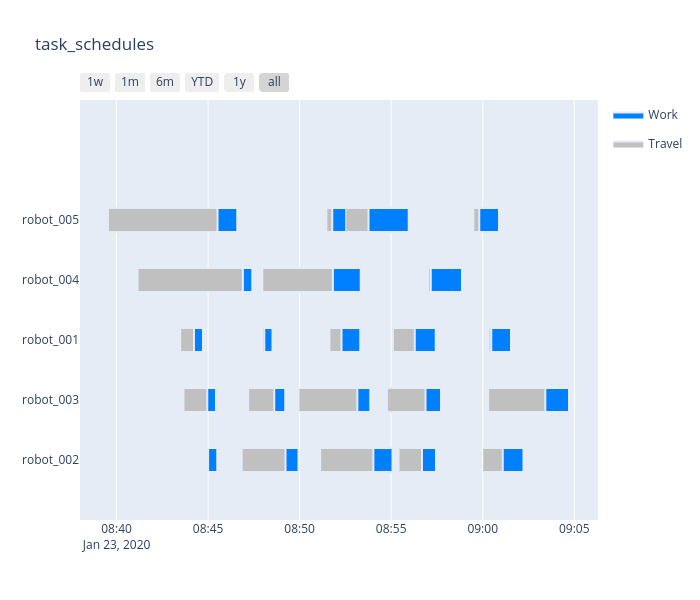 task_schedules
1w 1m 6m YTD 1y all
Work
Travel
robot_005
robot_004
robot_001
robot_003
robot_002
08:40 08:45 08:50 08:55 09:00 09:05
Jan 23, 2020